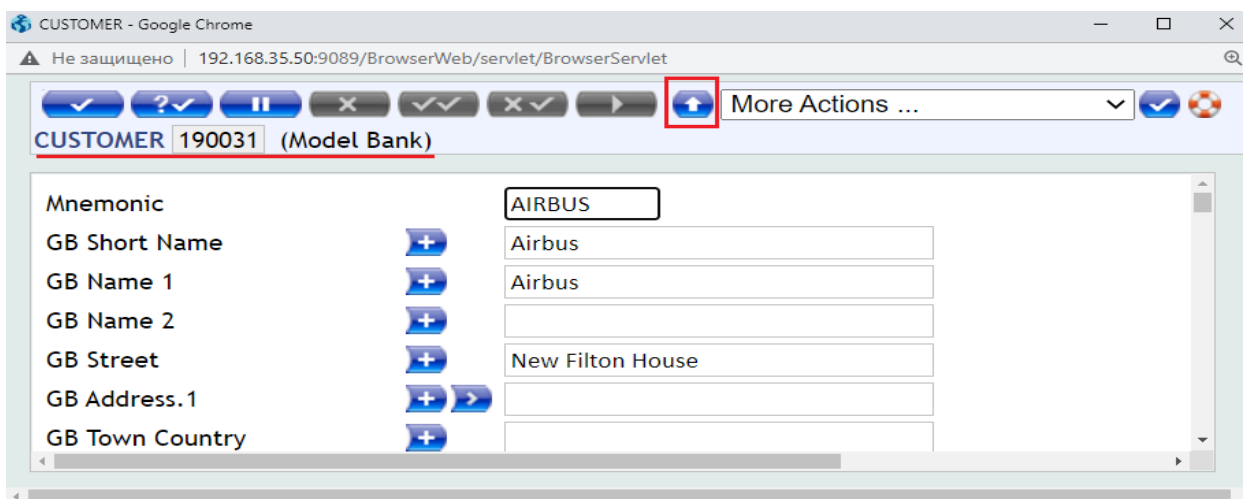 CUSTOMER - Google Chrome
Не защищено | 192.168.35.50:9089/BrowserWeb/servlet/BrowserServlet
More Actions ...
CUSTOMER 190031 (Model Bank)
Mnemonic AIRBUS
GB Short Name Airbus
GB Name 1 Airbus
GB Name 2
GB Street New Filton House
GB Address.1
GB Town Country